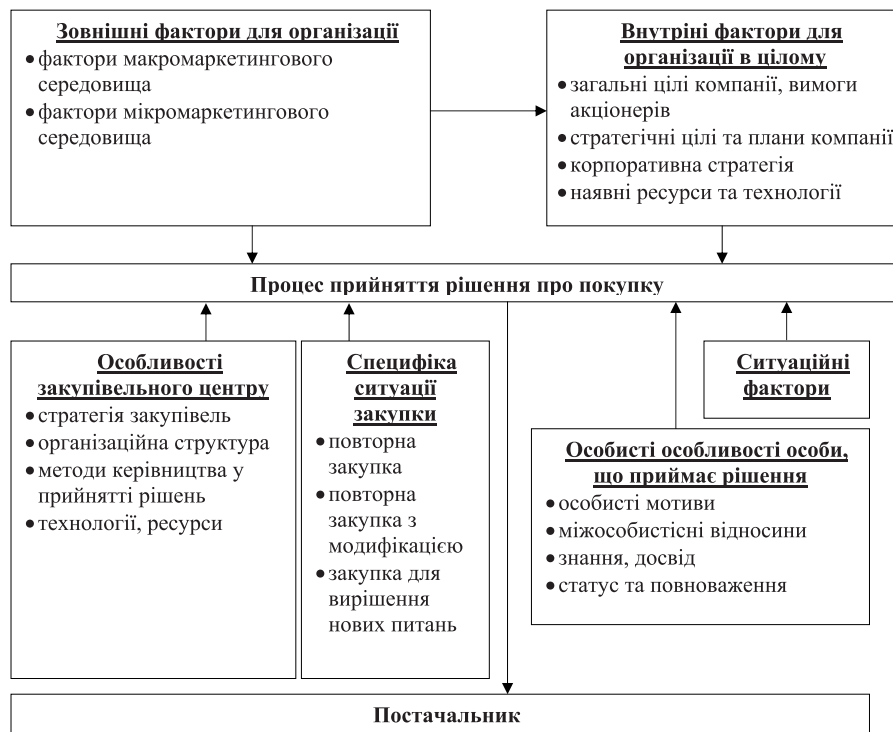 Зовнішні фактори для організації
• фактори макромаркетингового
середовища
• фактори мікромаркетингового
середовища
Внутріні фактори для
організації в цілому
• загальні цілі компанії, вимоги
акціонерів
• стратегічні цілі та плани компанії
• корпоративна стратегія
• наявні ресурси та технології
Процес прийняття рішення про покупку
Особливості
закупівельного центру
• стратегія закупівель
• організаційна структура
• методи керівництва у
прийнятті рішень
• технології, ресурси
Специфіка
ситуації
закупки
• повторна
закупка
• повторна
закупка з
модифікацією
• закупка для
вирішення
нових питань
Ситуаційні
фактори
Особисті особливості особи,
що приймає рішення
• особисті мотиви
• міжособистісні відносини
• знання, досвід
• статус та повноваження
Постачальник